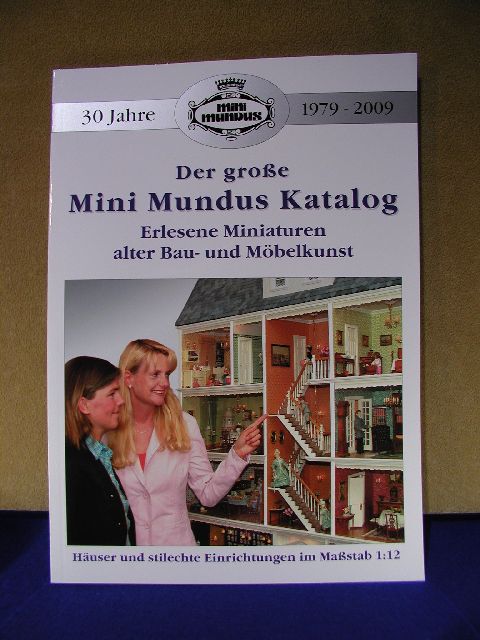 30 Jahre
mini
mundus
1979 - 2009
Der große
Mini Mundus Katalog
Erlesene Miniaturen
alter Bau- und Möbelkunst
Häuser und stilechte Einrichtungen im Maßstab 1:12